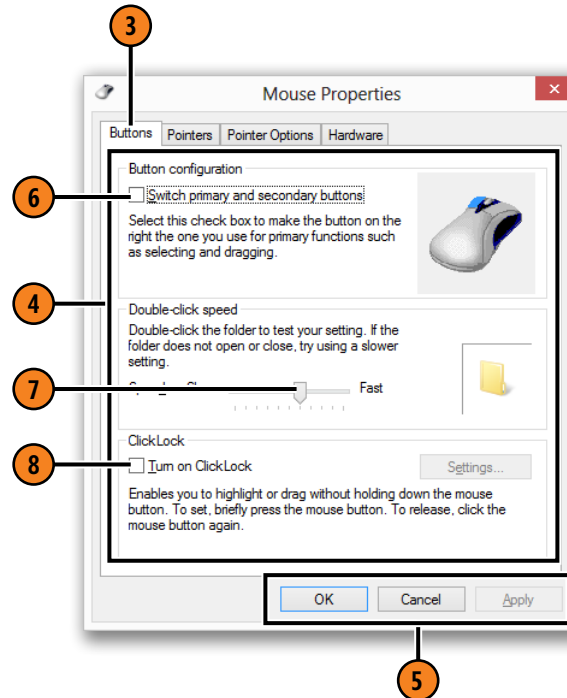 3
Mouse Properties
Buttons Pointers Pointer Options Hardware
Button configuration
6
Switch primary and secondary buttons
Select this check box to make the button on the
right the one you use for primary functions such
as selecting and dragging.
4
Double-click speed
Double-click the folder to test your setting. If the
folder does not open or close, try using a slower
setting.
7
Fast
ClickLock
8
Turn on ClickLock
Settings...
Enables you to highlight or drag without holding down the mouse
button. To set, briefly press the mouse button. To release, click the
mouse button again.
OK Cancel Apply
5